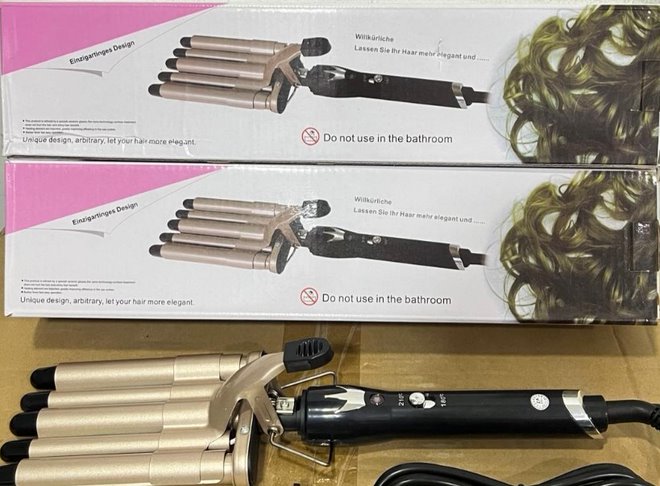 Einzigartinges Design
Willkürliche
Lassen Sie Ihr Haar mehr elegant und ......
Do not use in the bathroom
Unique design, arbitrary, let your hair more elegant.
Einzigartinges Design
Willkürliche
Lassen Sie Ihr Haar mehr elegant und ......
Do not use in the bathroom
Unique design, arbitrary, let your hair more elegant.
210℃
180℃